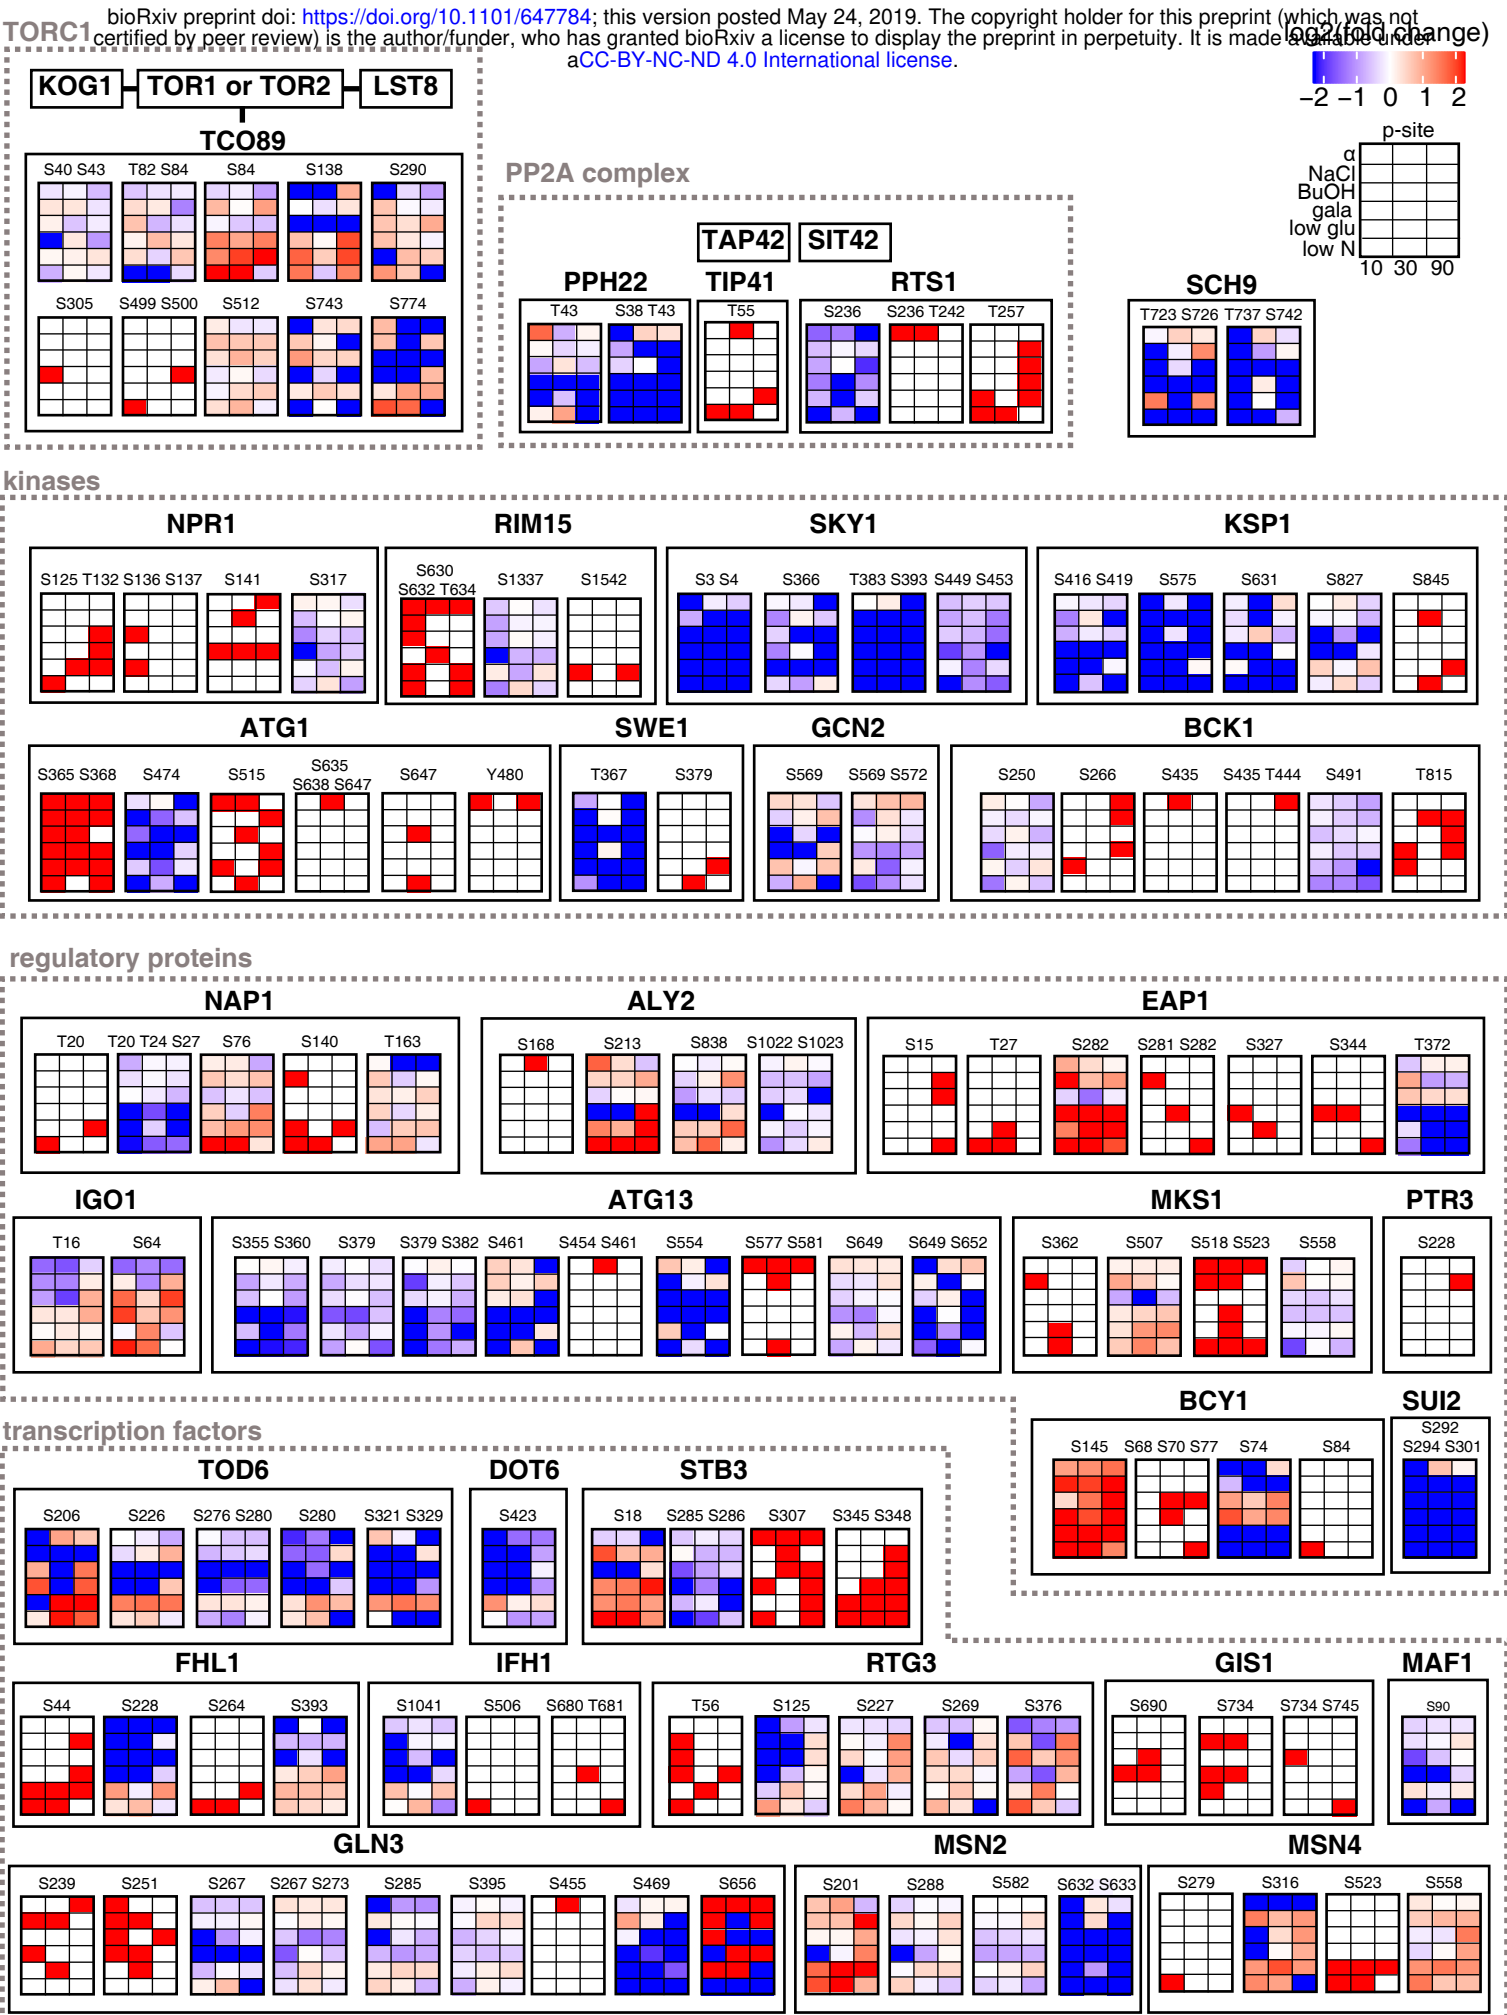 bioRxiv preprint doi: https://doi.org/10.1101/647784; this version posted May 24, 2019. The copyright holder for this preprint (which was not
certified by peer review) is the author/funder, who has granted bioRxiv a license to display the preprint in perpetuity. It is made available under
aCC-BY-NC-ND 4.0 International license.
TORC1
log2(fold change)
−2 −1 0 1 2
KOG1 TOR1 or TOR2 LST8
TCO89
S40 S43 T82 S84 S84 S138 S290
S305 S499 S500 S512 S743 S774
p-site
α
NaCl
BuOH
gala
low glu
low N
10 30 90
PP2A complex
TAP42 SIT42
PPH22 TIP41 RTS1
T43 S38 T43 T55 S236 S236 T242 T257
SCH9
T723 S726 T737 S742
kinases
NPR1 RIM15 SKY1 KSP1
S125 T132 S136 S137 S141 S317
S630
S632 T634 S1337 S1542
S3 S4 S366 T383 S393 S449 S453
S416 S419 S575 S631 S827 S845
ATG1 SWE1 GCN2 BCK1
S365 S368 S474 S515
S635
S638 S647
S647 Y480
T367 S379
S569 S569 S572
S250 S266 S435 S435 T444 S491 T815
regulatory proteins
NAP1 ALY2 EAP1
T20 T20 T24 S27 S76 S140 T163
S168 S213 S838 S1022 S1023
S15 T27 S282 S281 S282 S327 S344 T372
IGO1 ATG13 MKS1 PTR3
T16 S64
S355 S360 S379 S379 S382 S461 S454 S461 S554 S577 S581 S649 S649 S652
S362 S507 S518 S523 S558
S228
BCY1 SUI2
S145 S68 S70 S77 S74 S84
S292
S294 S301
transcription factors
TOD6 DOT6 STB3
S206 S226 S276 S280 S280 S321 S329
S423
S18 S285 S286 S307 S345 S348
FHL1 IFH1 RTG3 GIS1 MAF1
S44 S228 S264 S393
S1041 S506 S680 T681
T56 S125 S227 S269 S376
S690 S734 S734 S745
S90
GLN3 MSN2 MSN4
S239 S251 S267 S267 S273 S285 S395 S455 S469 S656
S201 S288 S582 S632 S633
S279 S316 S523 S558